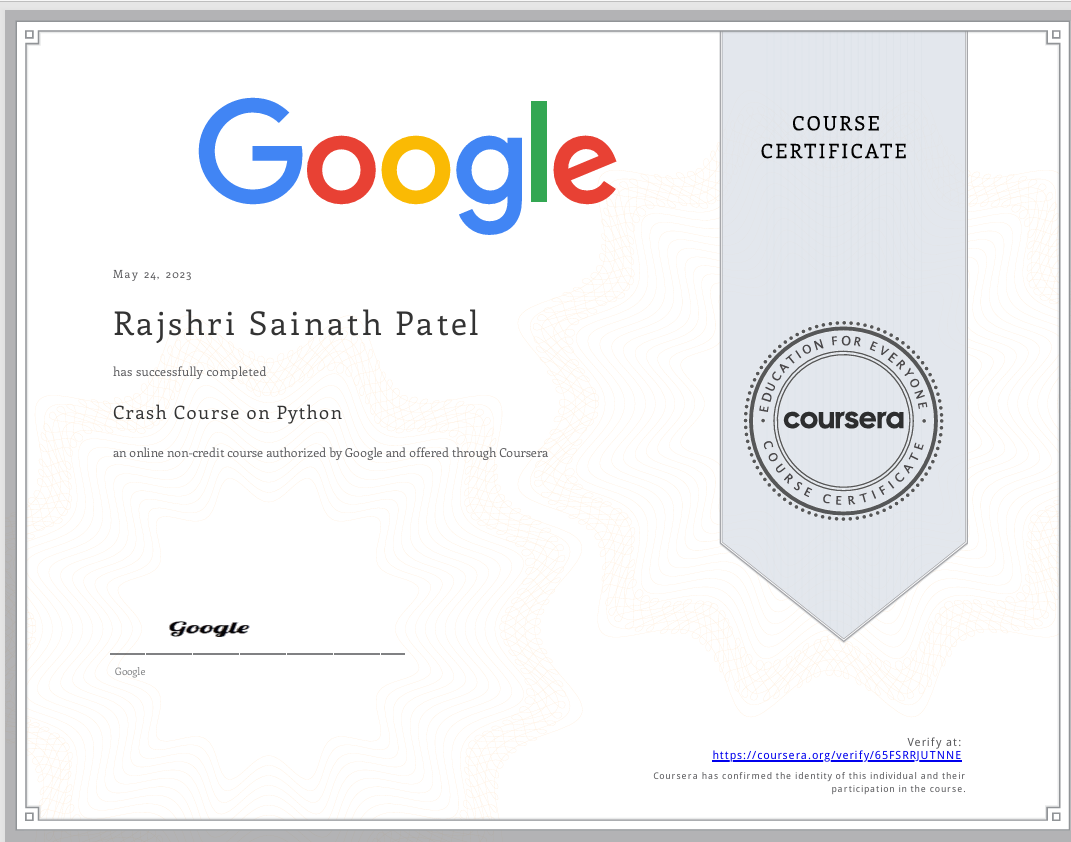 Google
COURSE
CERTIFICATE
May 24, 2023
Rajshri Sainath Patel
has successfully completed
Crash Course on Python
an online non-credit course authorized by Google and offered through Coursera
EDUCATION FOR EVERYONE
coursera
COURSE CERTIFICATE
Google
Google
Verify at:
https://coursera.org/verify/65FSRRJUTNNE
Coursera has confirmed the identity of this individual and their
participation in the course.